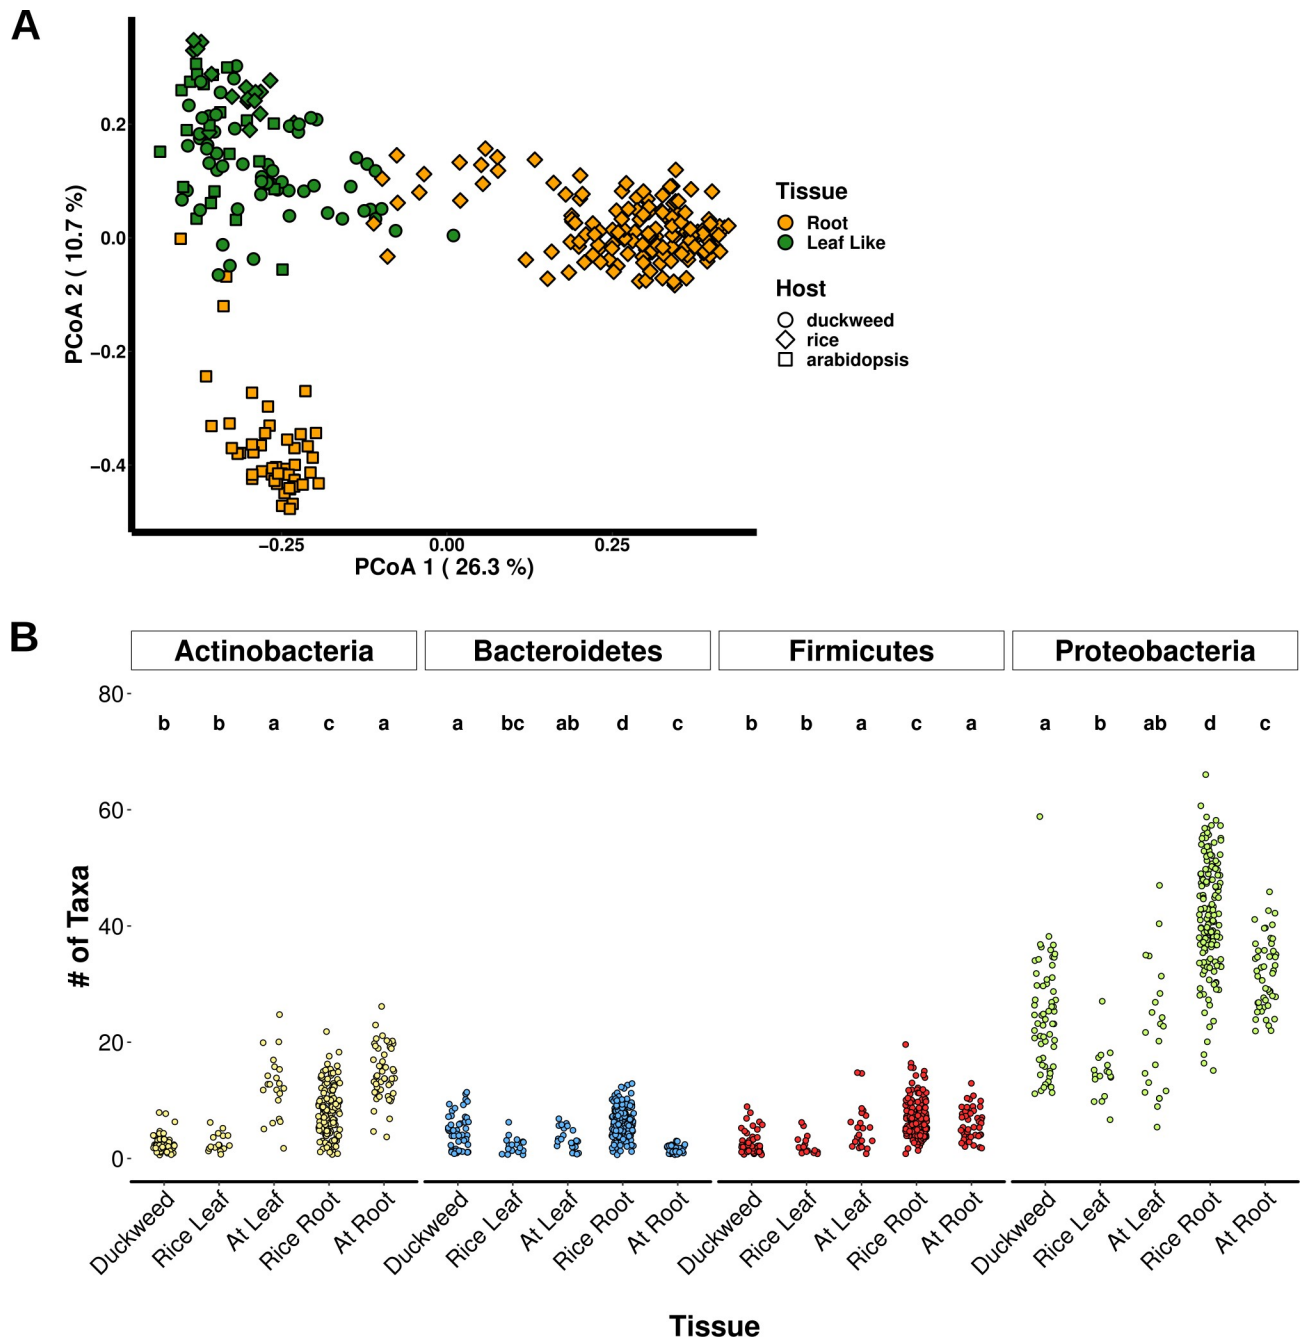 A
0.2
0.0
−0.2
−0.4
PCoA 2 ( 10.7 %)
−0.25 0.00 0.25
PCoA 1 ( 26.3 %)
Tissue
Root
Leaf Like
Host
duckweed
rice
arabidopsis
B
Actinobacteria Bacteroidetes Firmicutes Proteobacteria
80
60
40
20
0
# of Taxa
b b a c a a bc ab d c b b a c a a b ab d c
Duckweed Rice Leaf At Leaf Rice Root At Root Duckweed Rice Leaf At Leaf Rice Root At Root Duckweed Rice Leaf At Leaf Rice Root At Root Duckweed Rice Leaf At Leaf Rice Root At Root
Tissue